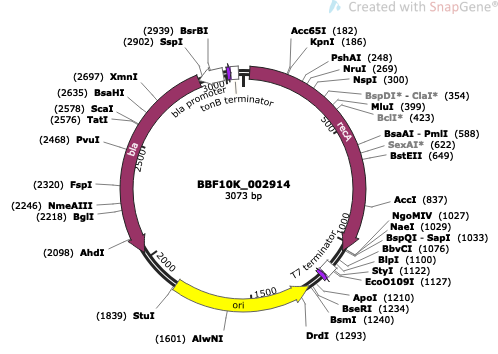 Created with SnapGene®
(2939) BsrBI
(2902) SspI
(2697) XmnI
(2635) BsaHI
(2578) ScaI
(2576) TatI
(2468) PvuI
(2320) FspI
(2246) NmeAIII
(2218) BglI
(2098) AhdI
(1839) StuI
(1601) AlwNI
Acc65I (182)
KpnI (186)
PshAI (248)
NruI (269)
NspI (300)
BspDI* - ClaI* (354)
MluI (399)
BclI* (423)
BsaAI - PmlI (588)
SexAI* (622)
BstEII (649)
AccI (837)
NgoMIV (1027)
NaeI (1029)
BspQI - SapI (1033)
BbvCI (1076)
BlpI (1100)
StyI (1122)
EcoO109I (1127)
ApoI (1210)
BseRI (1234)
BsmI (1240)
DrdI (1293)
bla promoter
tonB terminator
recA
T7 terminator
ori
bla
500
1000
1500
2000
2500
3000
BBF10K_002914
3073 bp